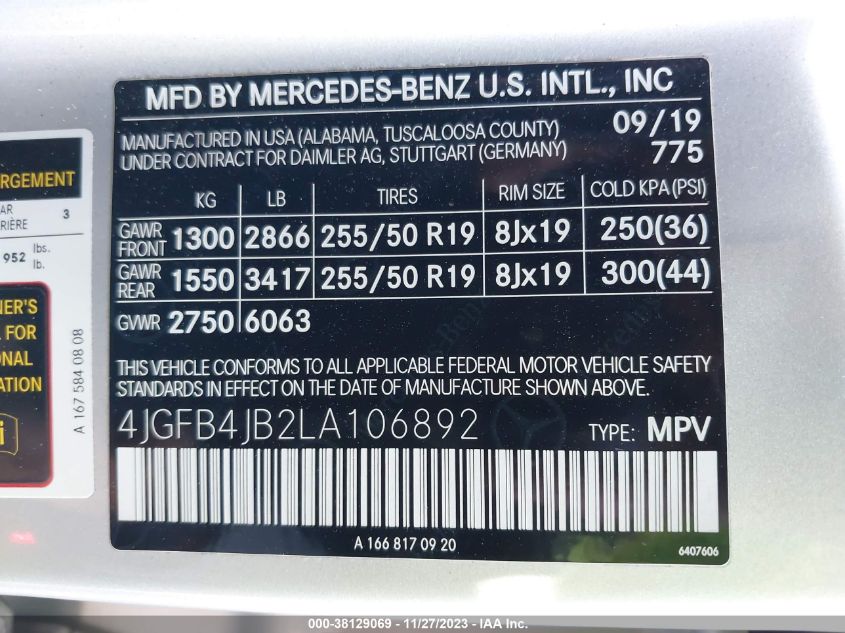 MFD BY MERCEDES-BENZ U.S. INTL., INC
MANUFACTURED IN USA (ALABAMA, TUSCALOOSA COUNTY) 09/19
UNDER CONTRACT FOR DAIMLER AG, STUTTGART (GERMANY) 775
KG LB TIRES RIM SIZE COLD KPA (PSI)
GAWR FRONT 1300 2866 255/50 R19 8Jx19 250(36)
GAWR REAR 1550 3417 255/50 R19 8Jx19 300(44)
GVWR 2750 6063
THIS VEHICLE CONFORMS TO ALL APPLICABLE FEDERAL MOTOR VEHICLE SAFETY
STANDARDS IN EFFECT ON THE DATE OF MANUFACTURE SHOWN ABOVE.
4JGFB4JB2LA106892 TYPE: MPV
A 166 817 09 20
6407606
RGEMENT
AR 3
RIÈRE
952 lbs.
lb.
NER'S
L FOR
ONAL
ATION
i
A 167 584 08 08
000-38129069 - 11/27/2023 - IAA Inc.